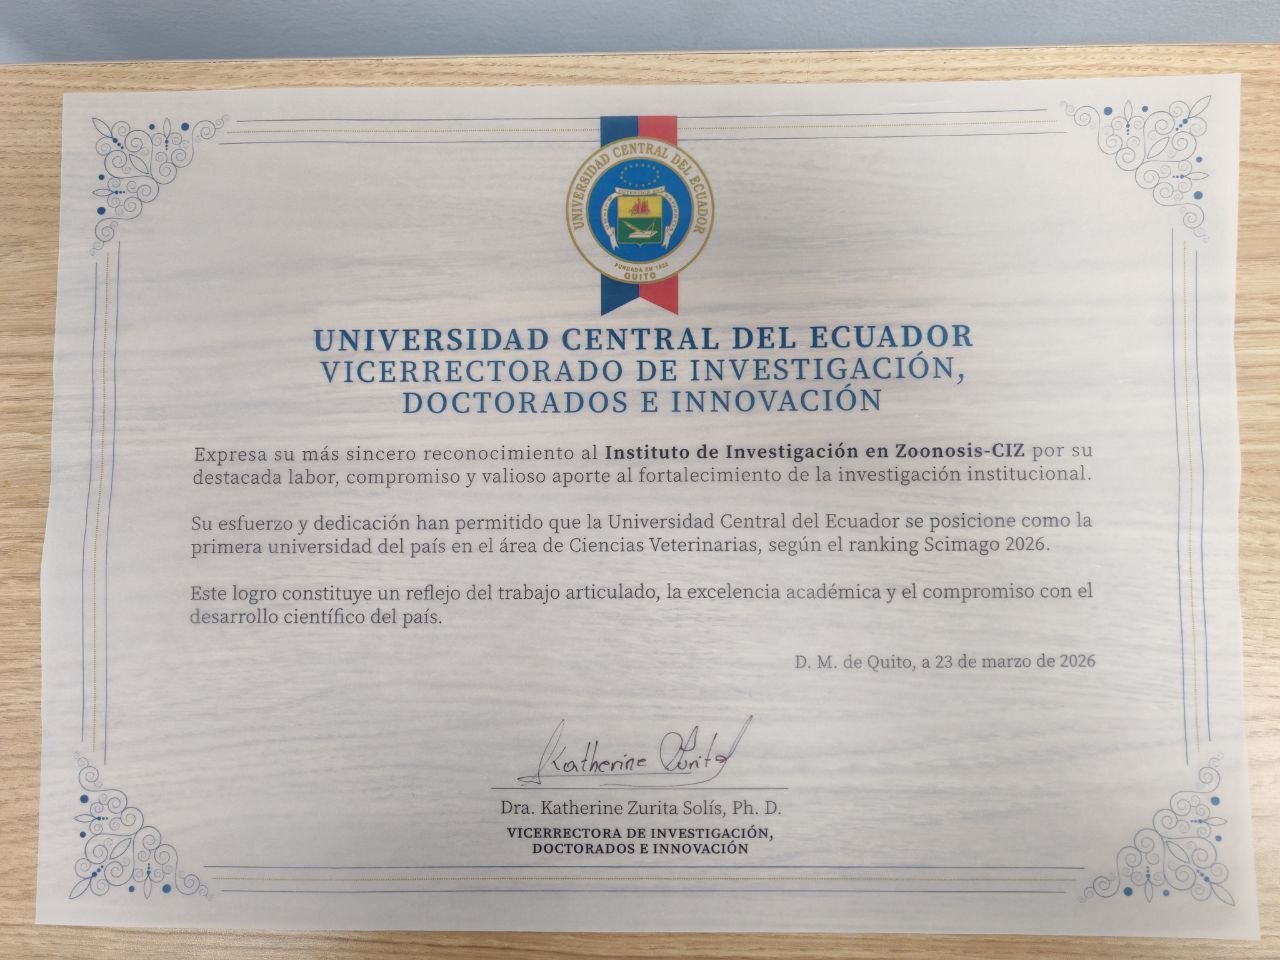 UNIVERSIDAD CENTRAL DEL ECUADOR
FUNDADA EN 1822
QUITO
UNIVERSIDAD CENTRAL DEL ECUADOR
VICERRECTORADO DE INVESTIGACIÓN,
DOCTORADOS E INNOVACIÓN
Expresa su más sincero reconocimiento al Instituto de Investigación en Zoonosis-CIZ por su
destacada labor, compromiso y valioso aporte al fortalecimiento de la investigación institucional.
Su esfuerzo y dedicación han permitido que la Universidad Central del Ecuador se posicione como la
primera universidad del país en el área de Ciencias Veterinarias, según el ranking Scimago 2026.
Este logro constituye un reflejo del trabajo articulado, la excelencia académica y el compromiso con el
desarrollo científico del país.
D. M. de Quito, a 23 de marzo de 2026
Katherine Zurita
Dra. Katherine Zurita Solís, Ph. D.
VICERRECTORA DE INVESTIGACIÓN,
DOCTORADOS E INNOVACIÓN